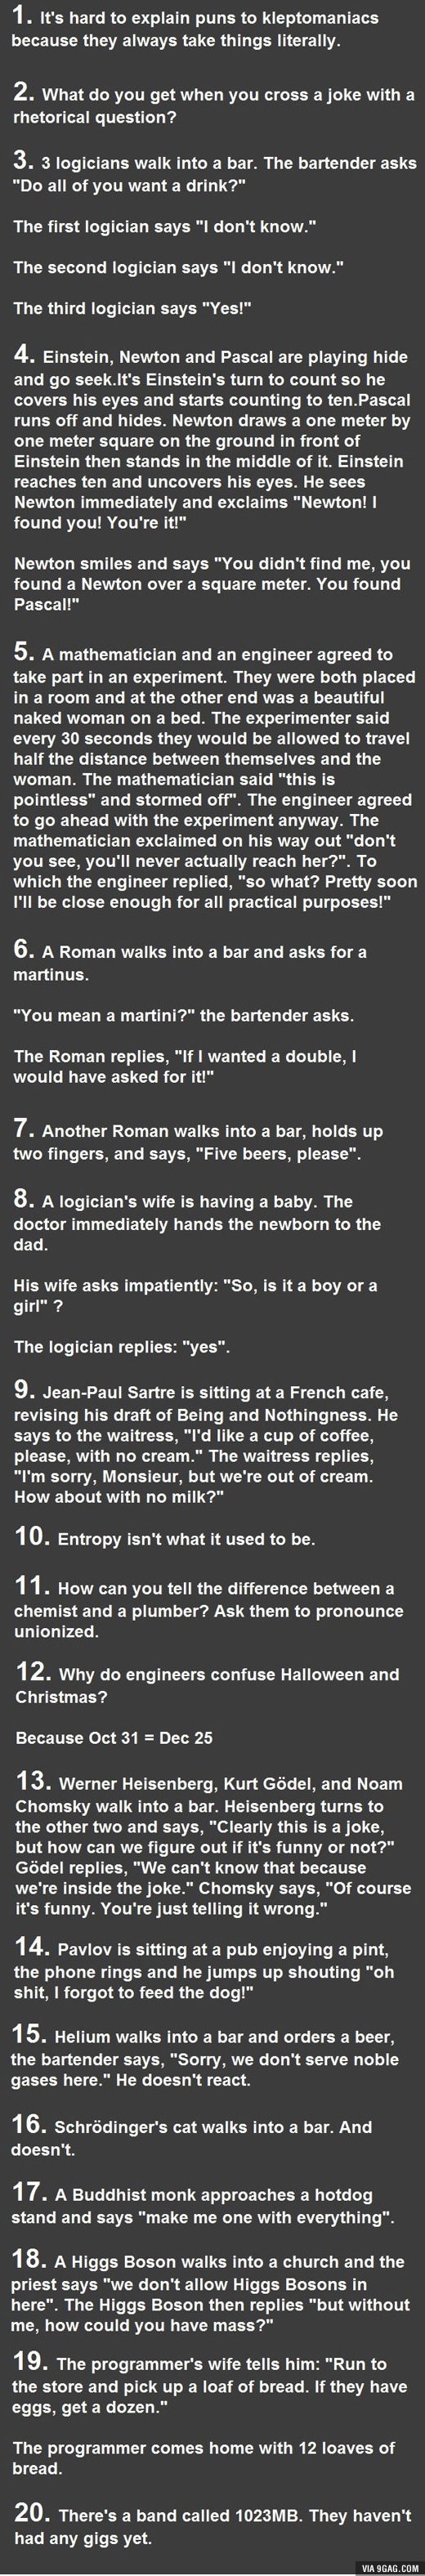 1. It's hard to explain puns to kleptomaniacs
because they always take things literally.
2. What do you get when you cross a joke with a
rhetorical question?
3. 3 logicians walk into a bar. The bartender asks
"Do all of you want a drink?"
The first logician says "I don't know."
The second logician says "I don't know."
The third logician says "Yes!"
4. Einstein, Newton and Pascal are playing hide
and go seek.It's Einstein's turn to count so he
covers his eyes and starts counting to ten.Pascal
runs off and hides. Newton draws a one meter by
one meter square on the ground in front of
Einstein then stands in the middle of it. Einstein
reaches ten and uncovers his eyes. He sees
Newton immediately and exclaims "Newton! I
found you! You're it!"
Newton smiles and says "You didn't find me, you
found a Newton over a square meter. You found
Pascal!"
5. A mathematician and an engineer agreed to
take part in an experiment. They were both placed
in a room and at the other end was a beautiful
naked woman on a bed. The experimenter said
every 30 seconds they would be allowed to travel
half the distance between themselves and the
woman. The mathematician said "this is
pointless" and stormed off". The engineer agreed
to go ahead with the experiment anyway. The
mathematician exclaimed on his way out "don't
you see, you'll never actually reach her?". To
which the engineer replied, "so what? Pretty soon
I'll be close enough for all practical purposes!"
6. A Roman walks into a bar and asks for a
martinus.
"You mean a martini?" the bartender asks.
The Roman replies, "If I wanted a double, I
would have asked for it!"
7. Another Roman walks into a bar, holds up
two fingers, and says, "Five beers, please".
8. A logician's wife is having a baby. The
doctor immediately hands the newborn to the
dad.
His wife asks impatiently: "So, is it a boy or a
girl" ?
The logician replies: "yes".
9. Jean-Paul Sartre is sitting at a French cafe,
revising his draft of Being and Nothingness. He
says to the waitress, "I'd like a cup of coffee,
please, with no cream." The waitress replies,
"I'm sorry, Monsieur, but we're out of cream.
How about with no milk?"
10. Entropy isn't what it used to be.
11. How can you tell the difference between a
chemist and a plumber? Ask them to pronounce
unionized.
12. Why do engineers confuse Halloween and
Christmas?
Because Oct 31 = Dec 25
13. Werner Heisenberg, Kurt Gödel, and Noam
Chomsky walk into a bar. Heisenberg turns to
the other two and says, "Clearly this is a joke,
but how can we figure out if it's funny or not?"
Gödel replies, "We can't know that because
we're inside the joke." Chomsky says, "Of course
it's funny. You're just telling it wrong."
14. Pavlov is sitting at a pub enjoying a pint,
the phone rings and he jumps up shouting "oh
shit, I forgot to feed the dog!"
15. Helium walks into a bar and orders a beer,
the bartender says, "Sorry, we don't serve noble
gases here." He doesn't react.
16. Schrödinger's cat walks into a bar. And
doesn't.
17. A Buddhist monk approaches a hotdog
stand and says "make me one with everything".
18. A Higgs Boson walks into a church and the
priest says "we don't allow Higgs Bosons in
here". The Higgs Boson then replies "but without
me, how could you have mass?"
19. The programmer's wife tells him: "Run to
the store and pick up a loaf of bread. If they have
eggs, get a dozen."
The programmer comes home with 12 loaves of
bread.
20. There's a band called 1023MB. They haven't
had any gigs yet.
VIA 9GAG.COM